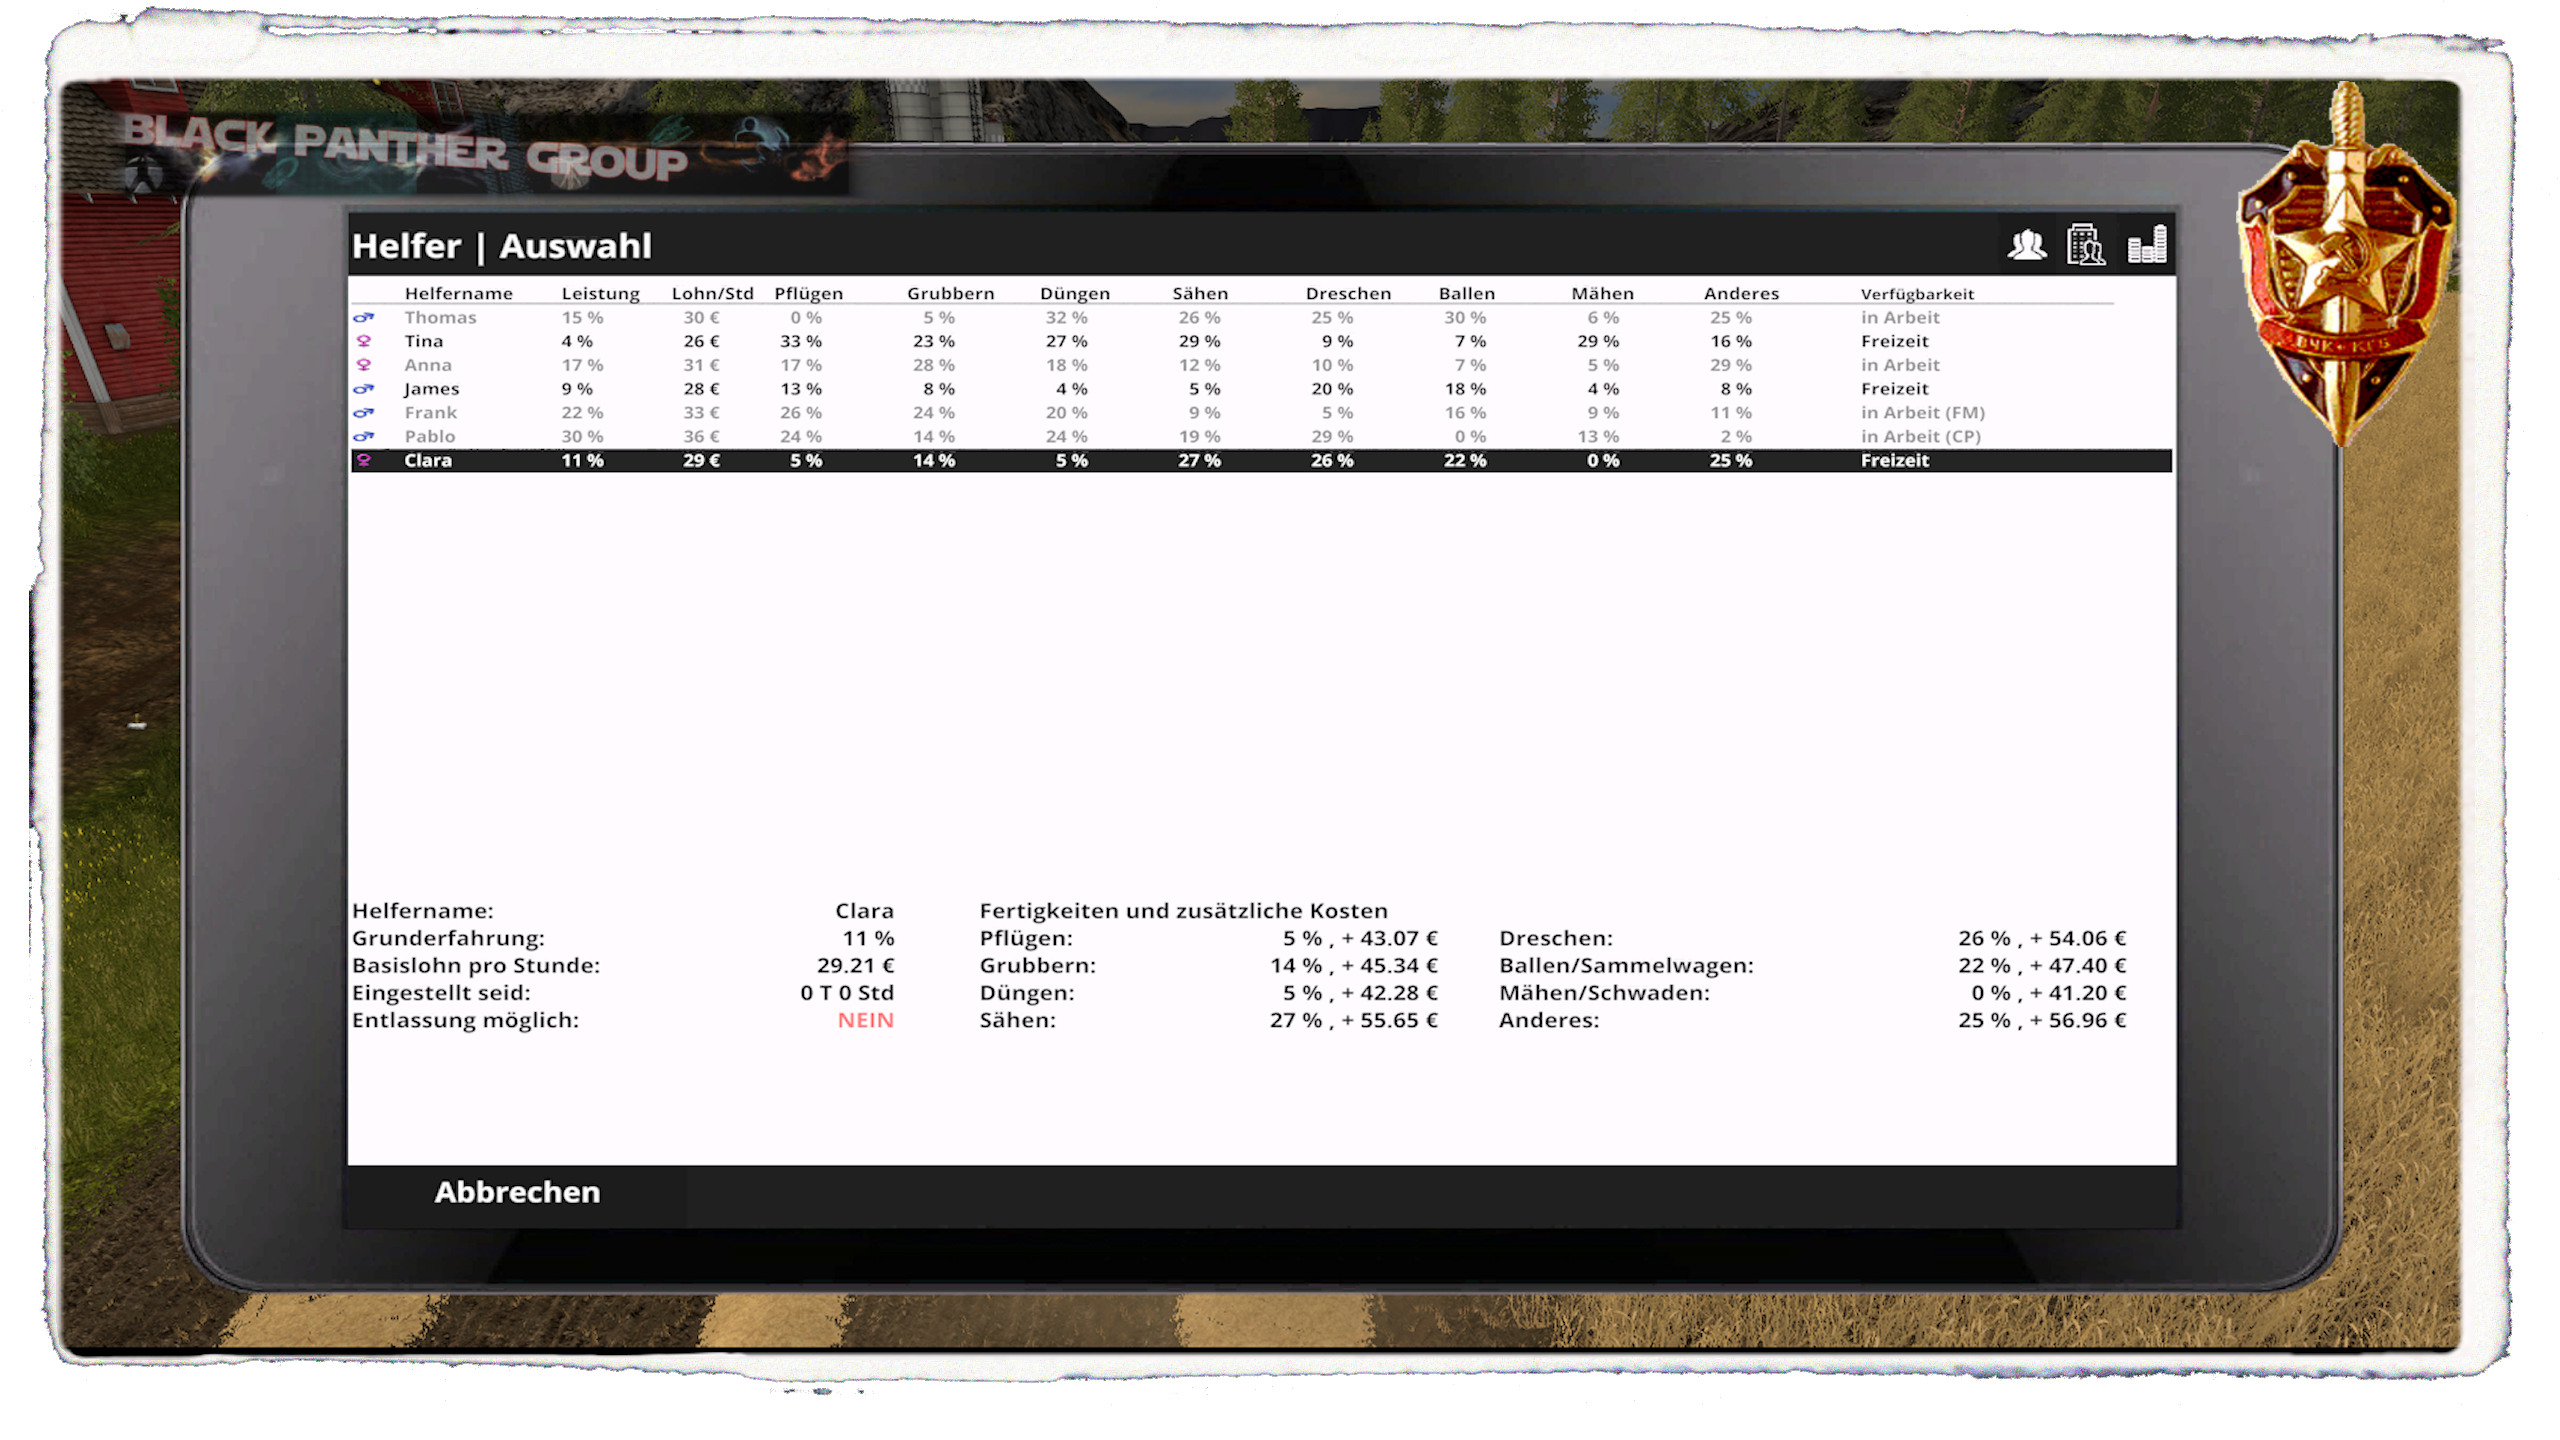 BLACK PANTHER GROUP
Helfer | Auswahl
Helfername Leistung Lohn/Std Pflügen Grubbern Düngen Sähen Dreschen Ballen Mähen Anderes Verfügbarkeit
Thomas 15 % 30 € 0 % 5 % 32 % 26 % 25 % 30 % 6 % 25 % in Arbeit
Tina 4 % 26 € 33 % 23 % 27 % 29 % 9 % 7 % 29 % 16 % Freizeit
Anna 17 % 31 € 17 % 28 % 18 % 12 % 10 % 7 % 5 % 29 % in Arbeit
James 9 % 28 € 13 % 8 % 4 % 5 % 20 % 18 % 4 % 8 % Freizeit
Frank 22 % 33 € 26 % 24 % 20 % 9 % 5 % 16 % 9 % 11 % in Arbeit (FM)
Pablo 30 % 36 € 24 % 14 % 24 % 19 % 29 % 0 % 13 % 2 % in Arbeit (CP)
Clara 11 % 29 € 5 % 14 % 5 % 27 % 26 % 22 % 0 % 25 % Freizeit
ВЧК-КГБ
Helfername: Clara Fertigkeiten und zusätzliche Kosten
Grunderfahrung: 11 % Pflügen: 5 % , + 43.07 € Dreschen: 26 % , + 54.06 €
Basislohn pro Stunde: 29.21 € Grubbern: 14 % , + 45.34 € Ballen/Sammelwagen: 22 % , + 47.40 €
Eingestellt seid: 0 T 0 Std Düngen: 5 % , + 42.28 € Mähen/Schwaden: 0 % , + 41.20 €
Entlassung möglich: NEIN Sähen: 27 % , + 55.65 € Anderes: 25 % , + 56.96 €
Abbrechen